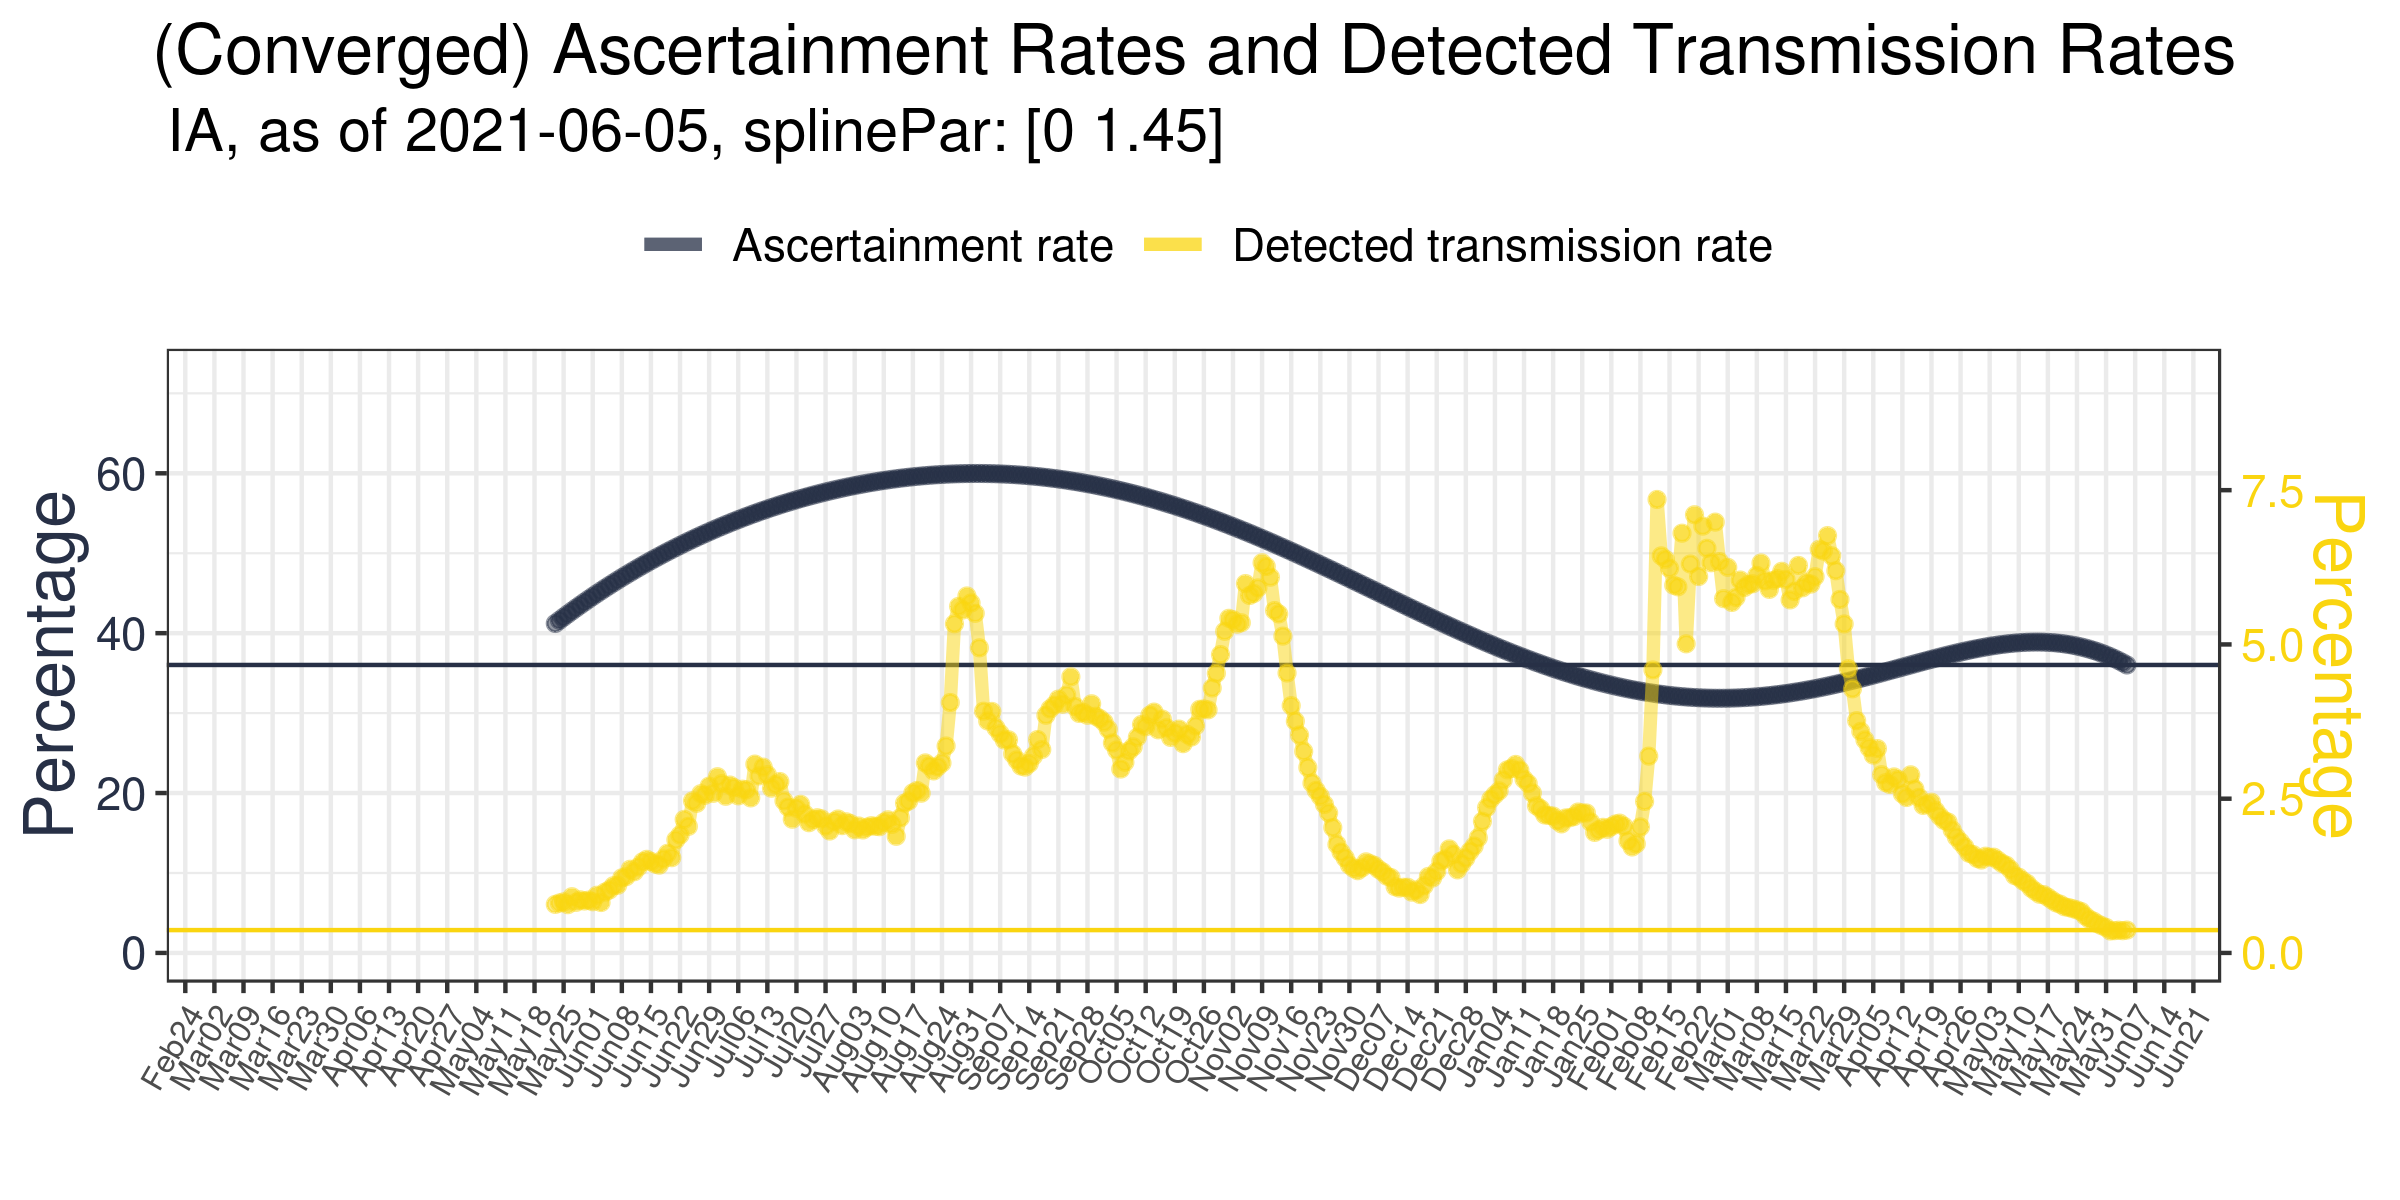 (Converged) Ascertainment Rates and Detected Transmission Rates
IA, as of 2021-06-05, splinePar: [0 1.45]
Ascertainment rate
Detected transmission rate
Percentage
60
40
20
0
7.5
5.0
2.5
0.0
Percentage
Feb24
Mar02
Mar09
Mar16
Mar23
Mar30
Apr06
Apr13
Apr20
Apr27
May04
May11
May18
May25
Jun01
Jun08
Jun15
Jun22
Jun29
Jul06
Jul13
Jul20
Jul27
Aug03
Aug10
Aug17
Aug24
Aug31
Sep07
Sep14
Sep21
Sep28
Oct05
Oct12
Oct19
Oct26
Nov02
Nov09
Nov16
Nov23
Nov30
Dec07
Dec14
Dec21
Dec28
Jan04
Jan11
Jan18
Jan25
Feb01
Feb08
Feb15
Feb22
Mar01
Mar08
Mar15
Mar22
Mar29
Apr05
Apr12
Apr19
Apr26
May03
May10
May17
May24
May31
Jun07
Jun14
Jun21